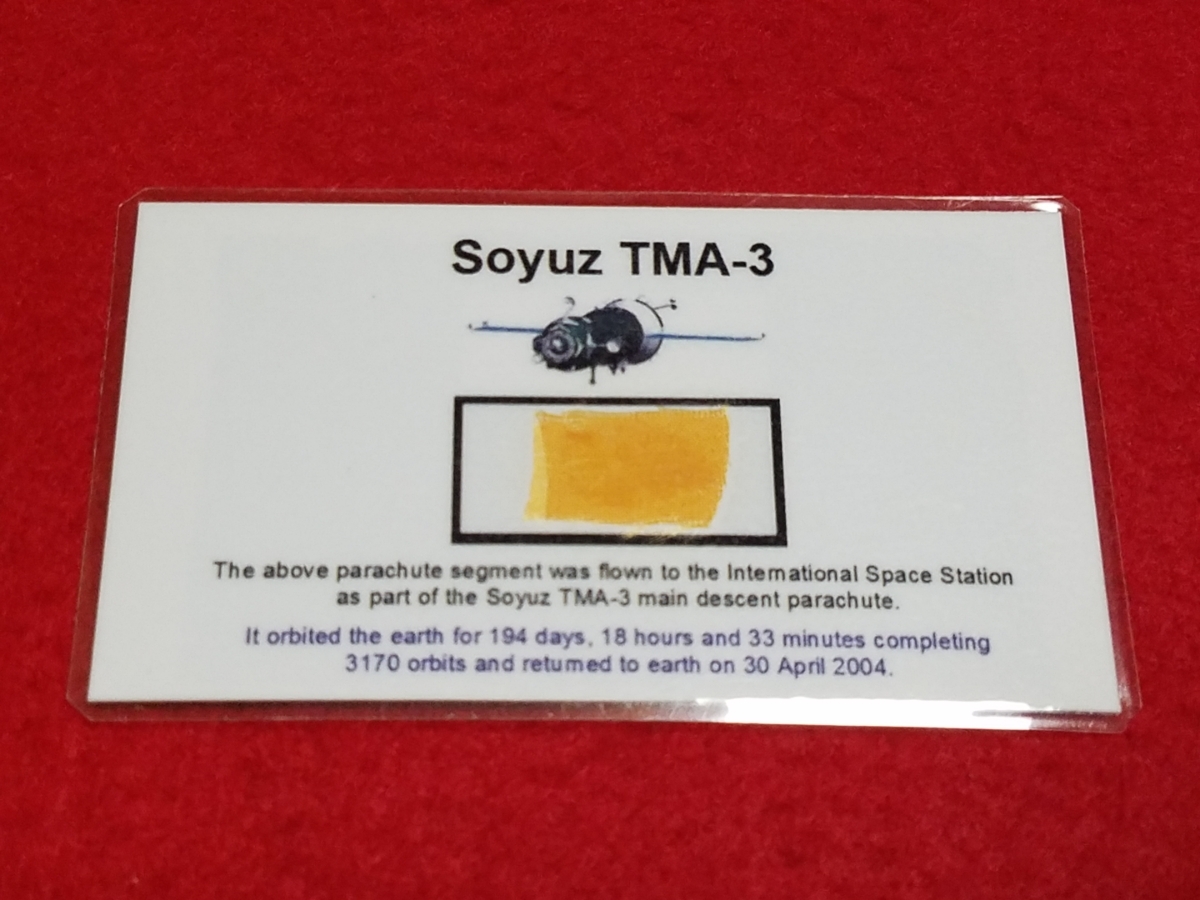 Soyuz TMA-3
The above parachute segment was flown to the International Space Station
as part of the Soyuz TMA-3 main descent parachute.
It orbited the earth for 194 days, 18 hours and 33 minutes completing
3170 orbits and returned to earth on 30 April 2004.